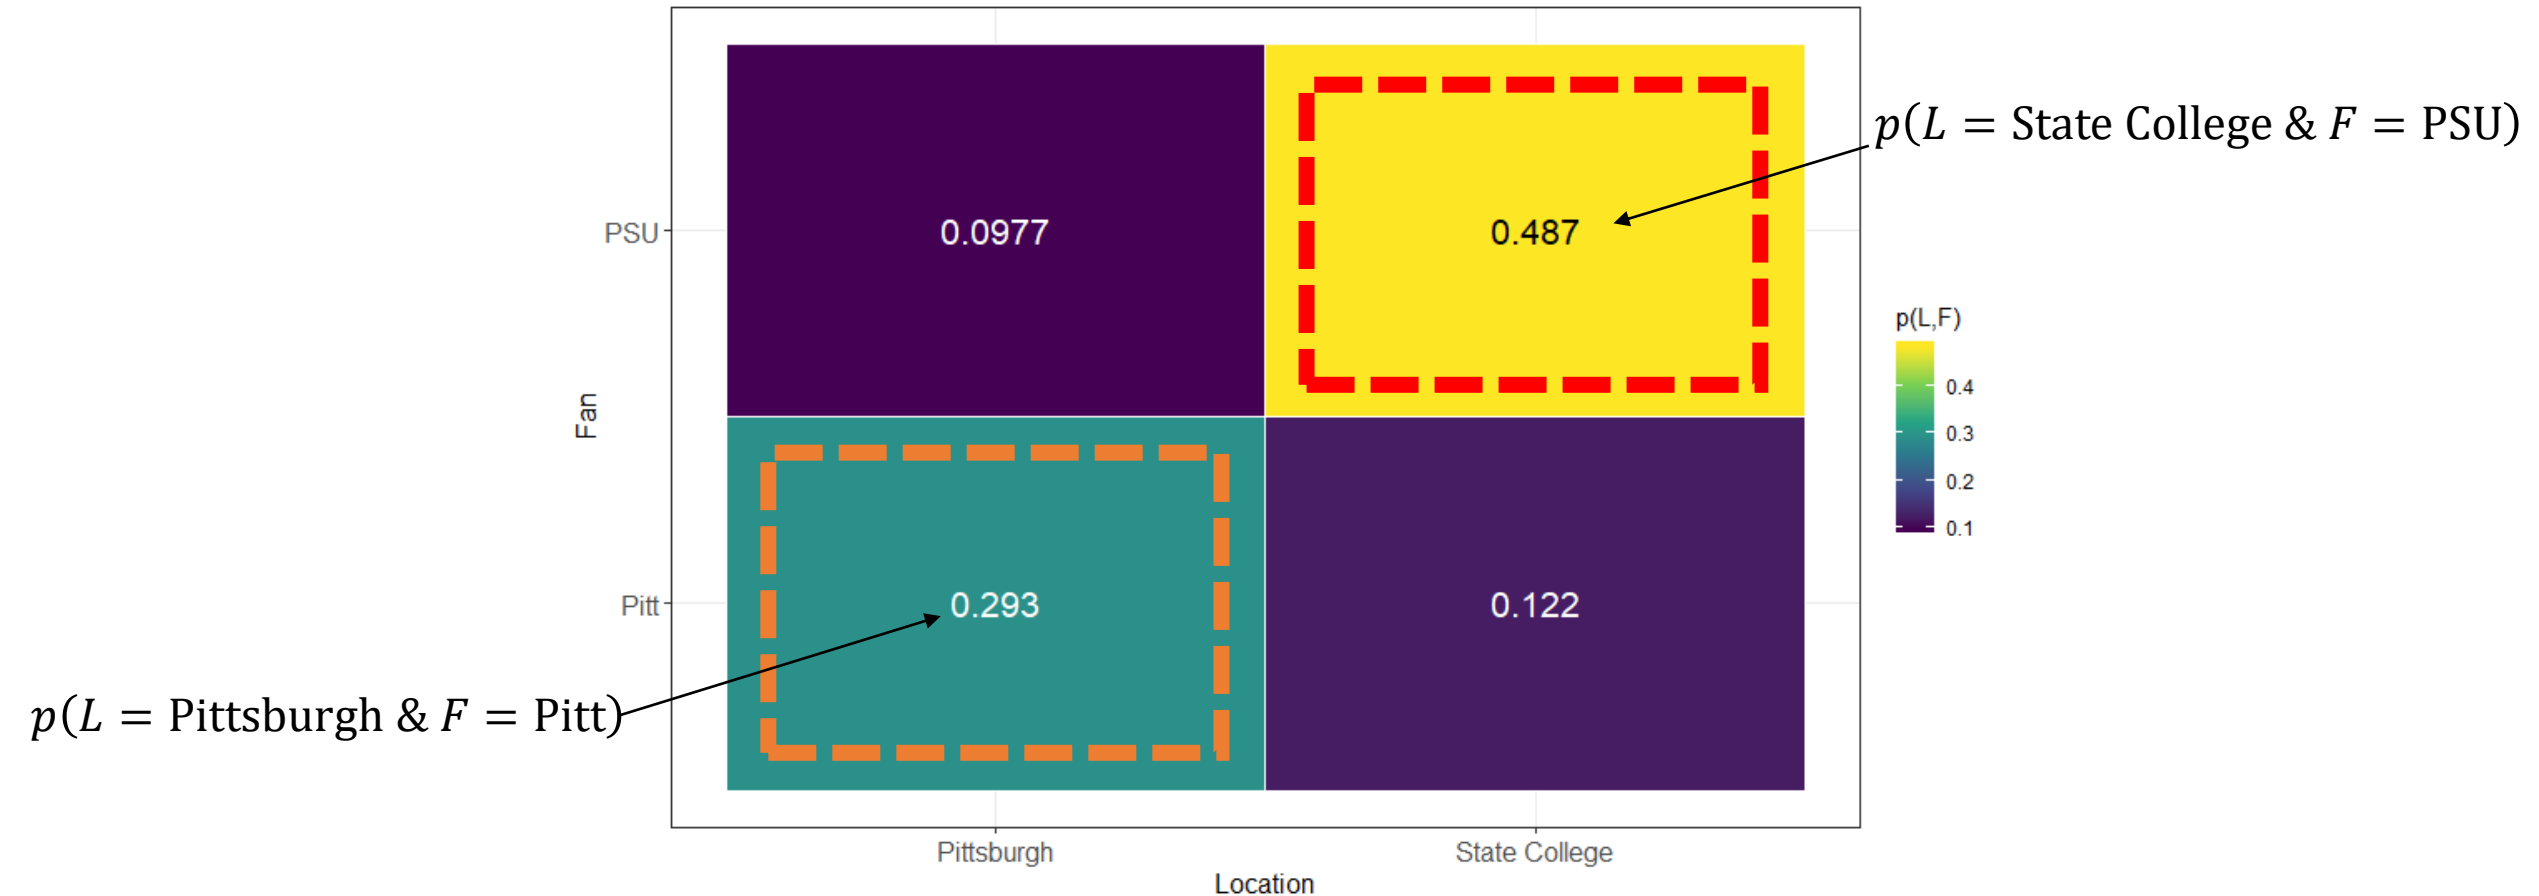 p(L = State College & F = PSU)
PSU
0.0977
0.487
p(L,F)
0.4
0.3
0.2
0.1
Fan
Pitt
0.293
0.122
p(L = Pittsburgh & F = Pitt)
Pittsburgh
State College
Location